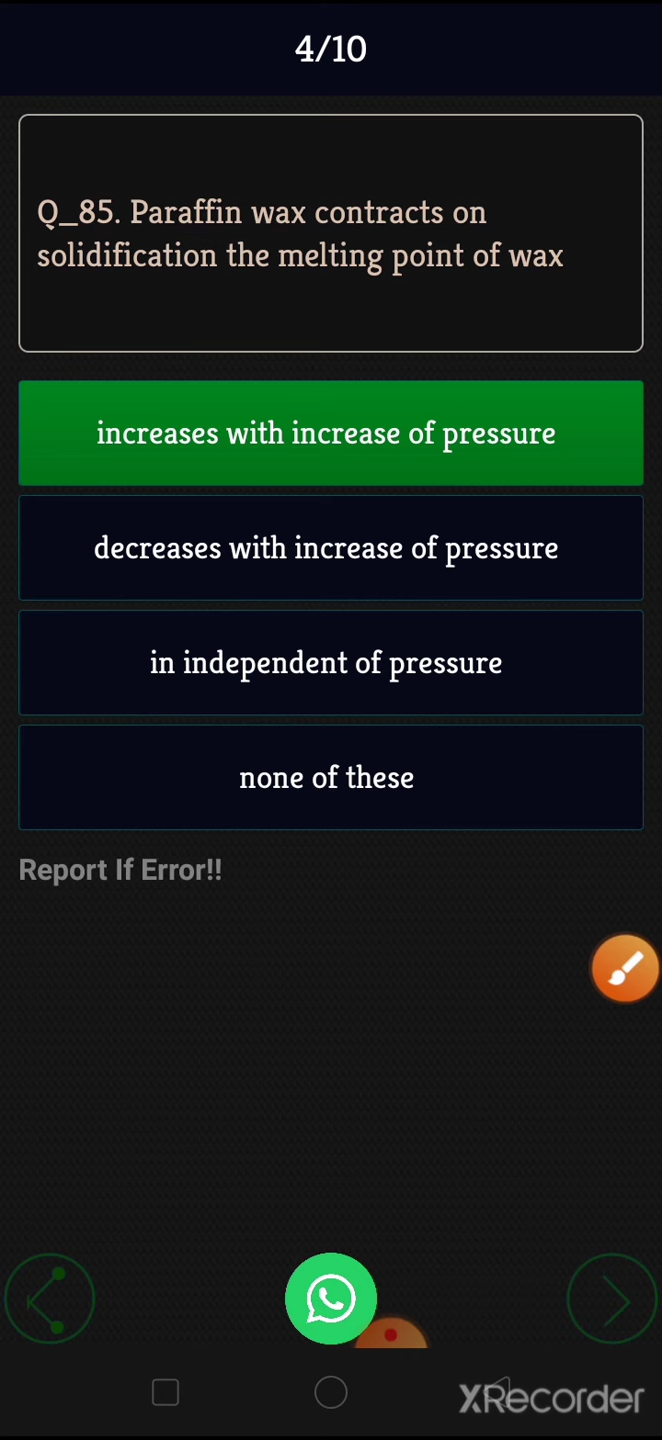 4/10
Q_85. Paraffin wax contracts on
solidification the melting point of wax
increases with increase of pressure
decreases with increase of pressure
in independent of pressure
none of these
Report If Error!!
XRecorder